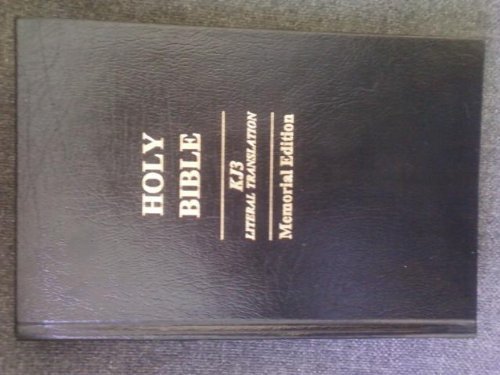 HOLY
BIBLE
KJ3
LITERAL TRANSLATION
Memorial Edition